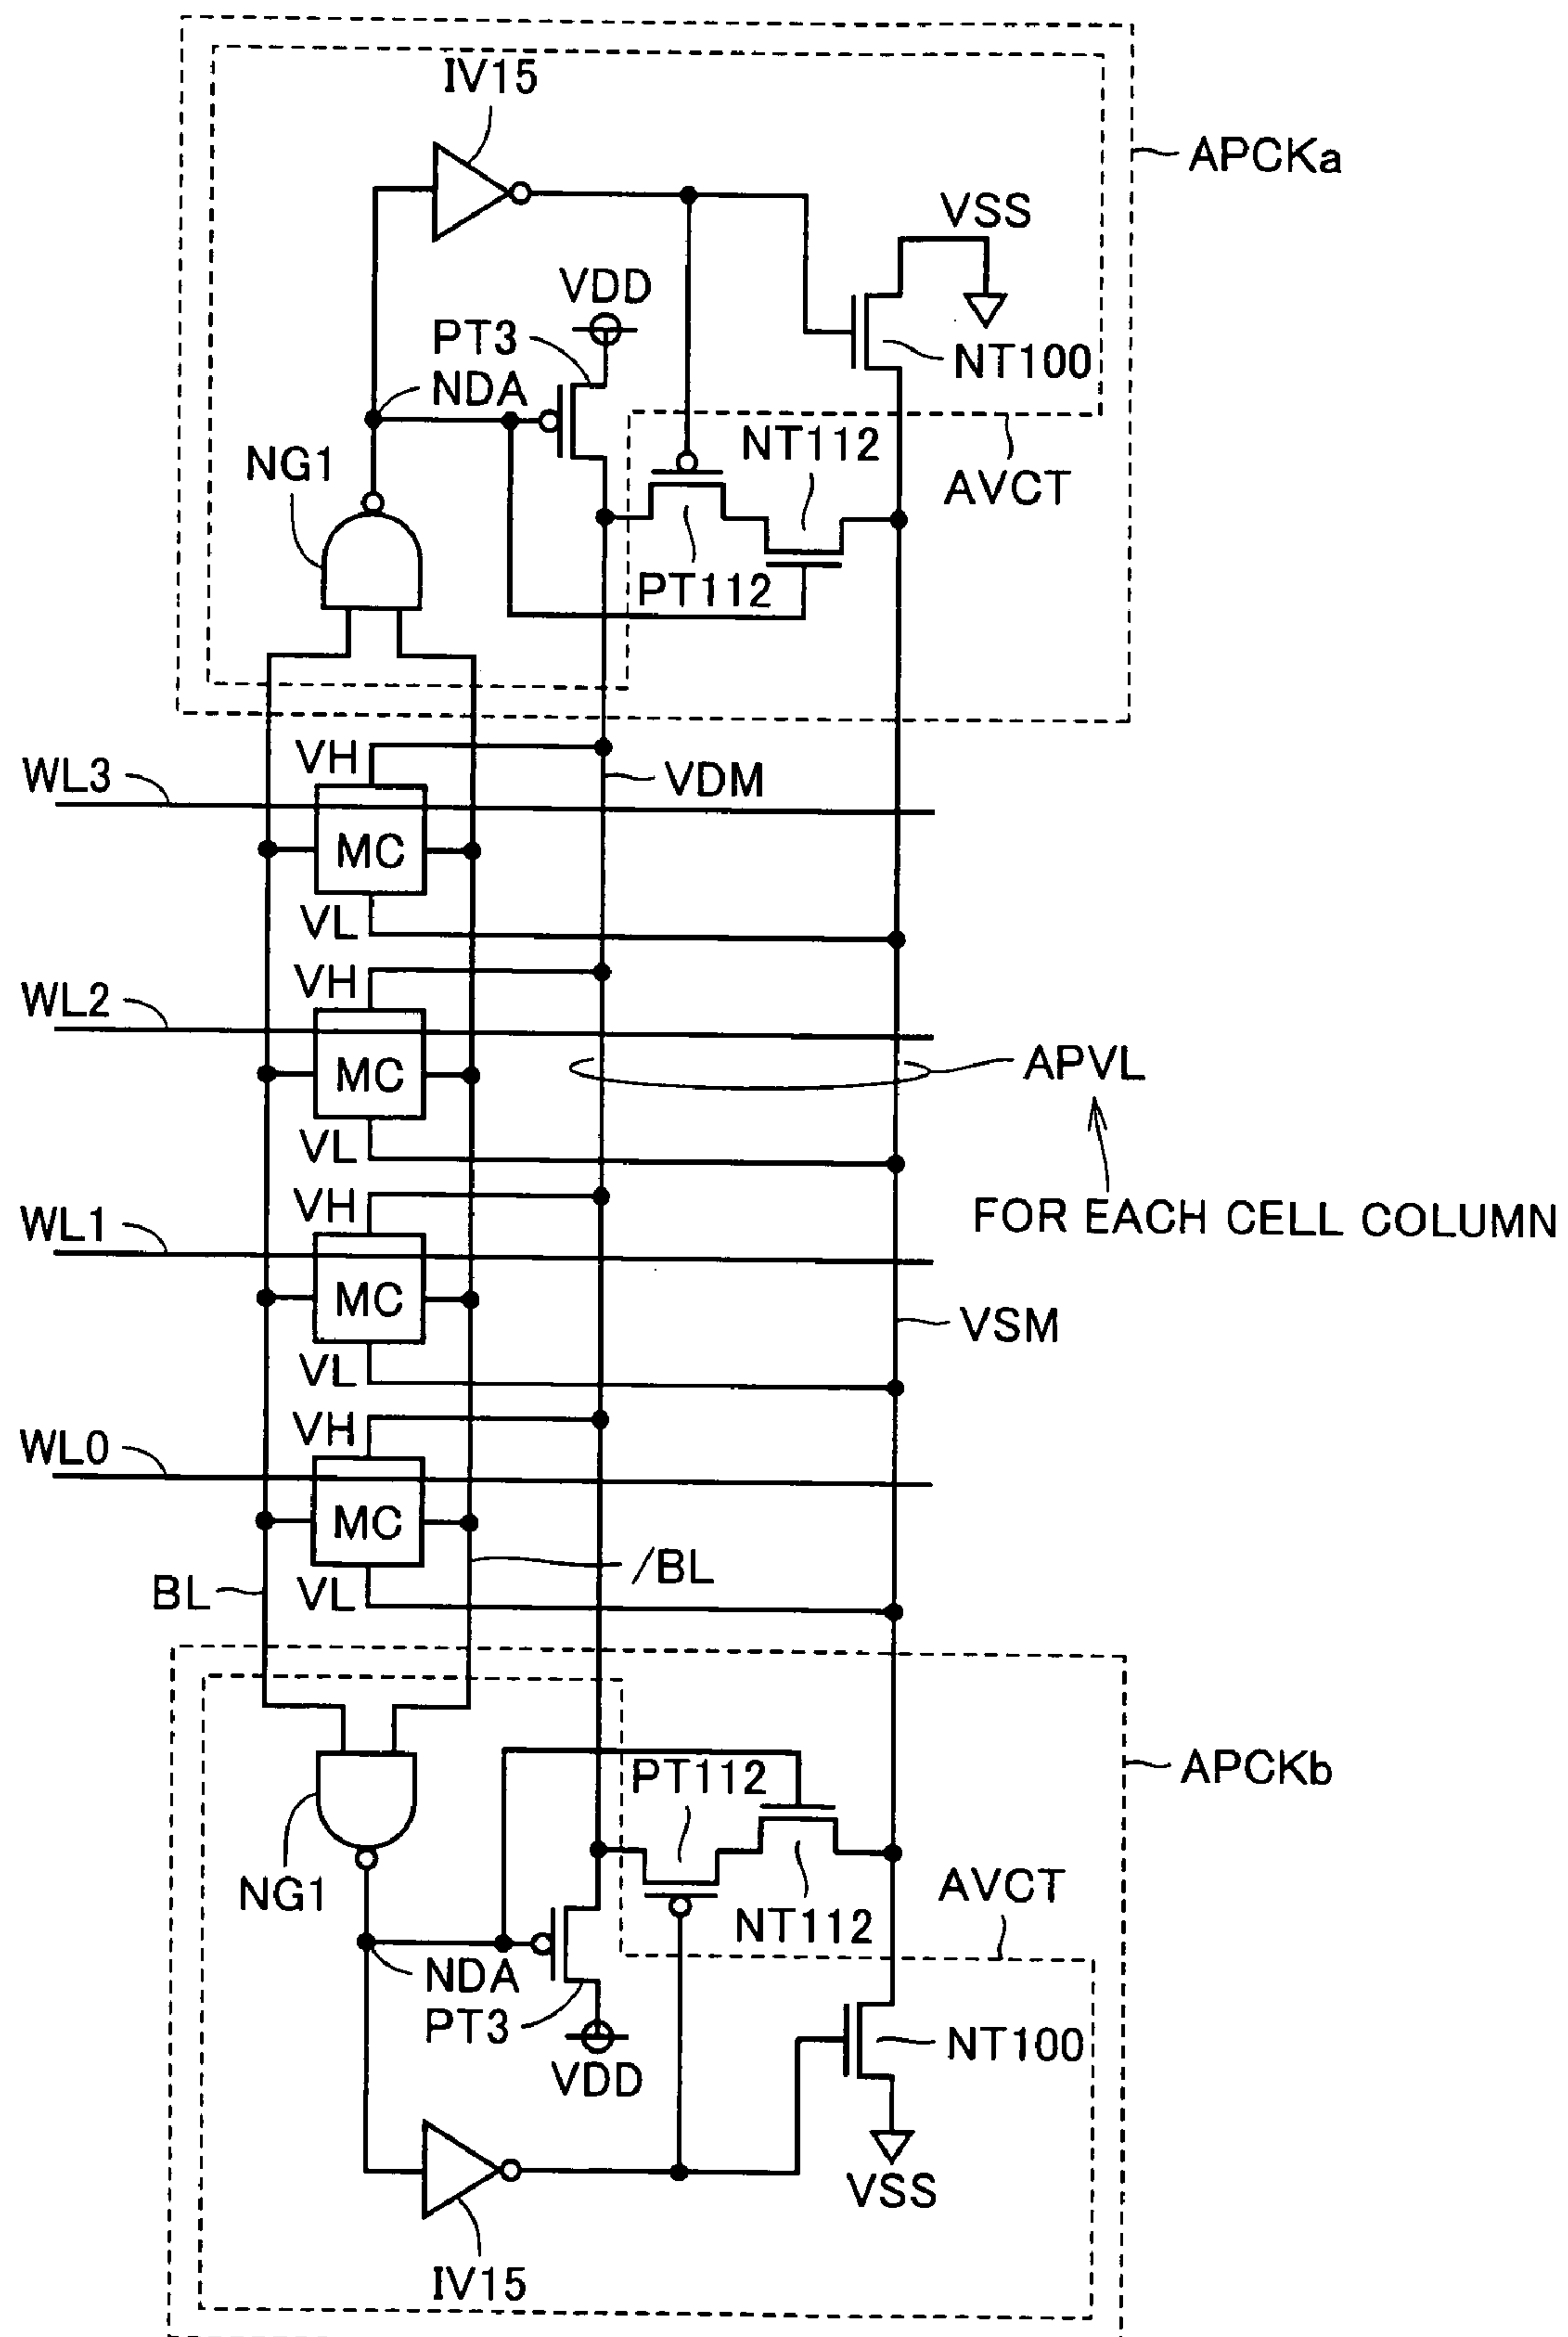 IV15
APCKa
VSS
VDD
PT3
NT100
NDA
NT112
NG1
AVCT
PT112
VH
WL3
VDM
MC
VL
VH
WL2
MC
APVL
VL
VH
FOR EACH CELL COLUMN
WL1
MC
VSM
VL
VH
WL0
MC
/BL
BL
VL
PT112
APCKb
AVCT
NG1
NT112
NDA
PT3
NT100
VDD
VSS
IV15